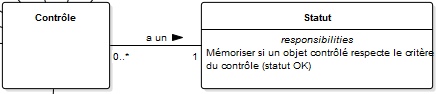 Contrôle
a un
0..*
1
Statut
responsibilities
Mémoriser si un objet contrôlé respecte le critère
du contrôle (statut OK)